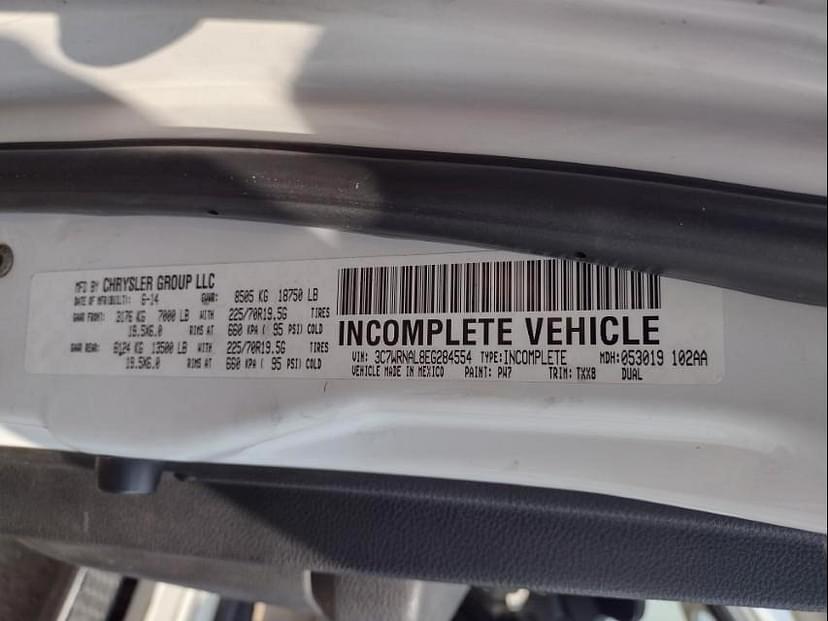 MFD BY CHRYSLER GROUP LLC
DATE OF MFR(BUILT): 6-14 GVWR: 8505 KG 18750 LB
GAWR FRONT: 3176 KG 7000 LB WITH 225/70R19.5G TIRES
19.5X6.0 RIMS AT 660 KPA ( 95 PSI) COLD
GAWR REAR: 6124 KG 13500 LB WITH 225/70R19.5G TIRES
19.5X6.0 RIMS AT 660 KPA ( 95 PSI) COLD
INCOMPLETE VEHICLE
VIN: 3C7WRNAL8EG284554 TYPE:INCOMPLETE MDH:053019 102AA
VEHICLE MADE IN MEXICO PAINT: PW7 TRIM: TXX8 DUAL